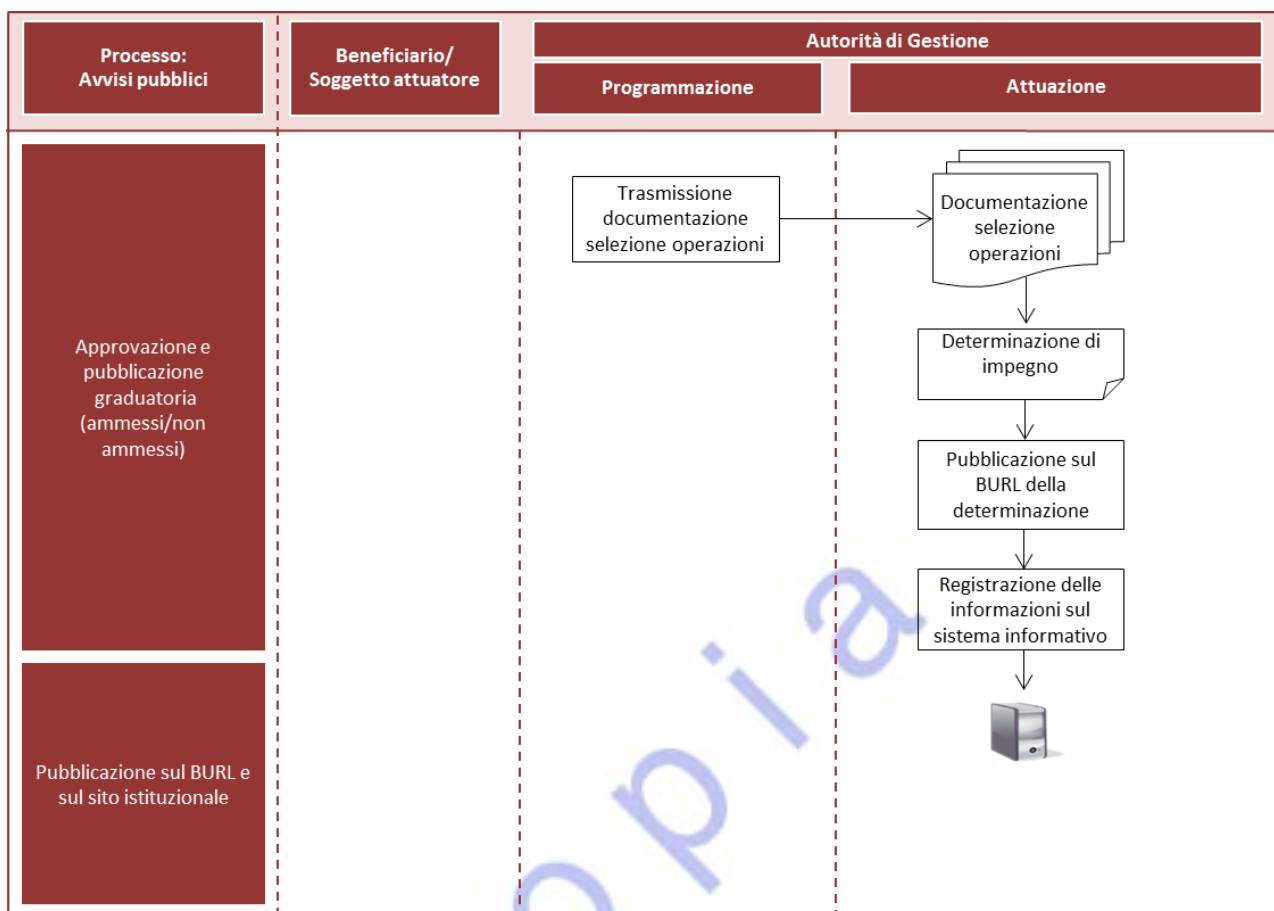 Processo:
Avvisi pubblici
Beneficiario/
Soggetto attuatore
Autorità di Gestione
Programmazione
Attuazione
Approvazione e
pubblicazione
graduatoria
(ammessi/non
ammessi)
Trasmissione
documentazione
selezione operazioni
Documentazione
selezione
operazioni
Determinazione di
impegno
Pubblicazione sul
BURL della
determinazione
Registrazione delle
informazioni sul
sistema informativo
Pubblicazione sul BURL e
sul sito istituzionale
opia